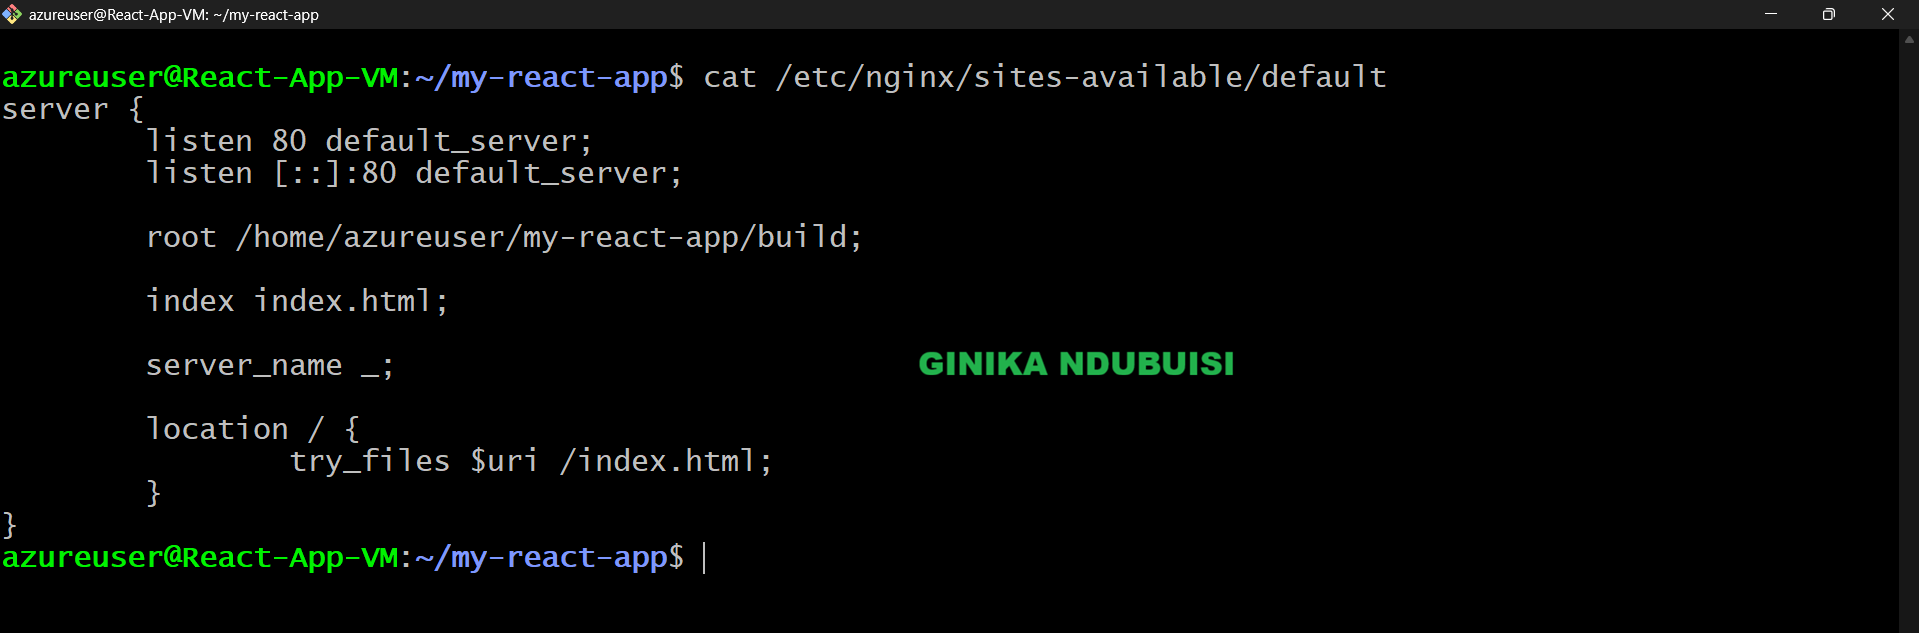 azureuser@React-App-VM: ~/my-react-app
azureuser@React-App-VM:~/my-react-app$ cat /etc/nginx/sites-available/default
server {
        listen 80 default_server;
        listen [::]:80 default_server;

        root /home/azureuser/my-react-app/build;

        index index.html;

        server_name _;
GINIKA NDUBUISI

        location / {
                try_files $uri /index.html;
        }
}
azureuser@React-App-VM:~/my-react-app$